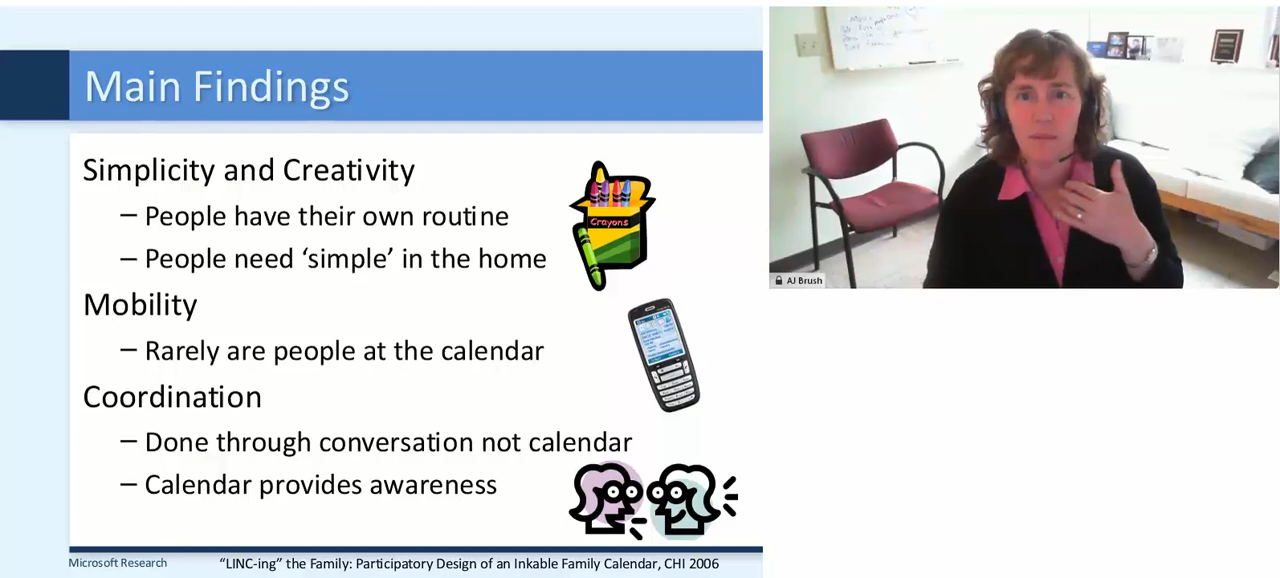 Main Findings
Simplicity and Creativity
– People have their own routine
– People need ‘simple’ in the home
Crayons
Mobility
– Rarely are people at the calendar
Coordination
– Done through conversation not calendar
– Calendar provides awareness
Microsoft Research
“LINC-ing” the Family: Participatory Design of an Inkable Family Calendar, CHI 2006
AJ Brush